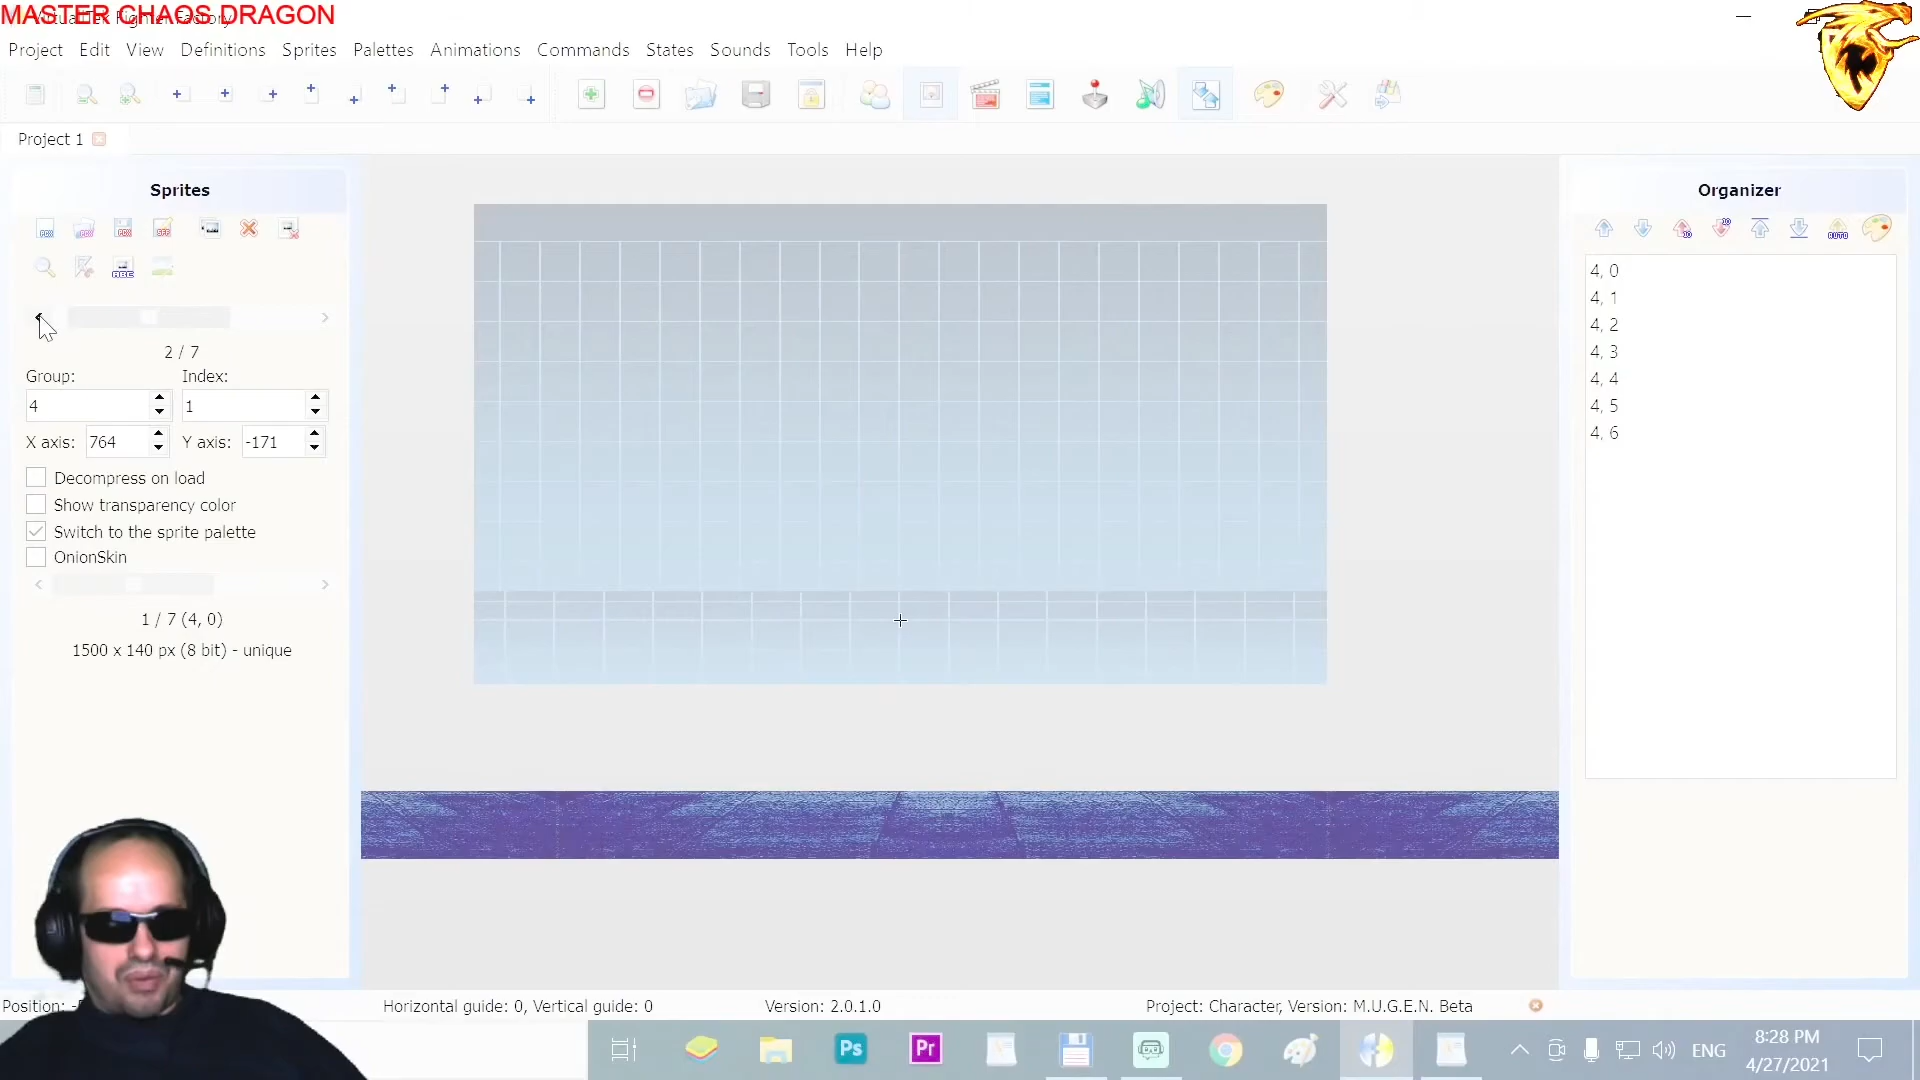 MASTER CHAOS DRAGON
Project Edit View Definitions Sprites Palettes Animations Commands States Sounds Tools Help
Project 1
Sprites
Organizer
2 / 7
Group: Index:
4 1
X axis: 764 Y axis: -171
Decompress on load
Show transparency color
Switch to the sprite palette
OnionSkin
1 / 7 (4, 0)
1500 x 140 px (8 bit) - unique
4, 0
4, 1
4, 2
4, 3
4, 4
4, 5
4, 6
Position: Horizontal guide: 0, Vertical guide: 0 Version: 2.0.1.0 Project: Character, Version: M.U.G.E.N. Beta
Ps Pr ENG
8:28 PM
4/27/2021